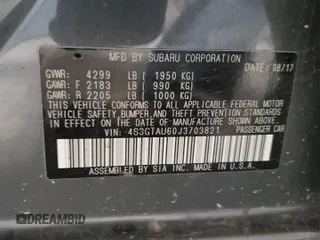 MFD. BY SUBARU CORPORATION
DATE: 08/17
GVWR: 4299 LB ( 1950 KG)
GAWR: F 2183 LB ( 990 KG)
GAWR: R 2205 LB ( 1000 KG)
THIS VEHICLE CONFORMS TO ALL APPLICABLE FEDERAL MOTOR
VEHICLE SAFETY, BUMPER, AND THEFT PREVENTION STANDARDS
IN EFFECT ON THE DATE OF MANUFACTURE SHOWN ABOVE.
VIN: 4S3GTAU60J3703821
PASSENGER CAR
ASSEMBLED BY SIA INC. MADE IN U.S.A.
DREAMBID